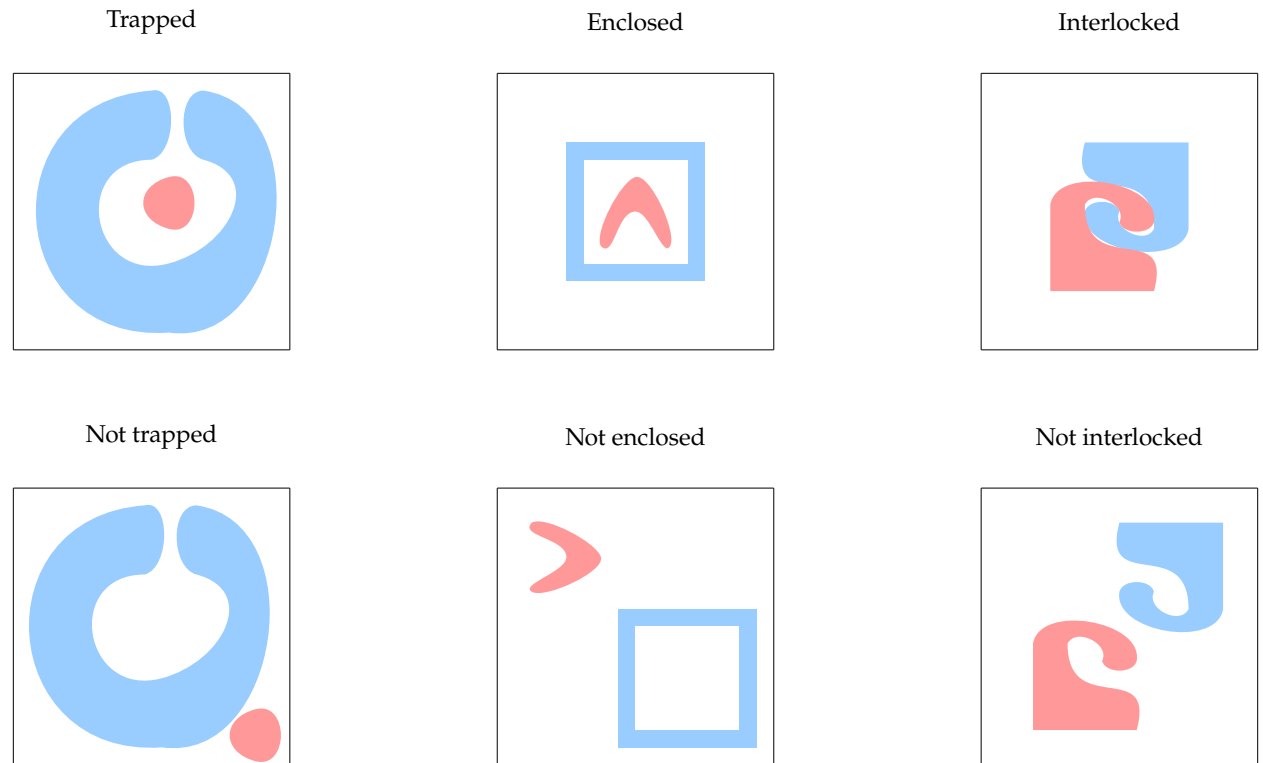 Trapped
Enclosed
Interlocked
Not trapped
Not enclosed
Not interlocked